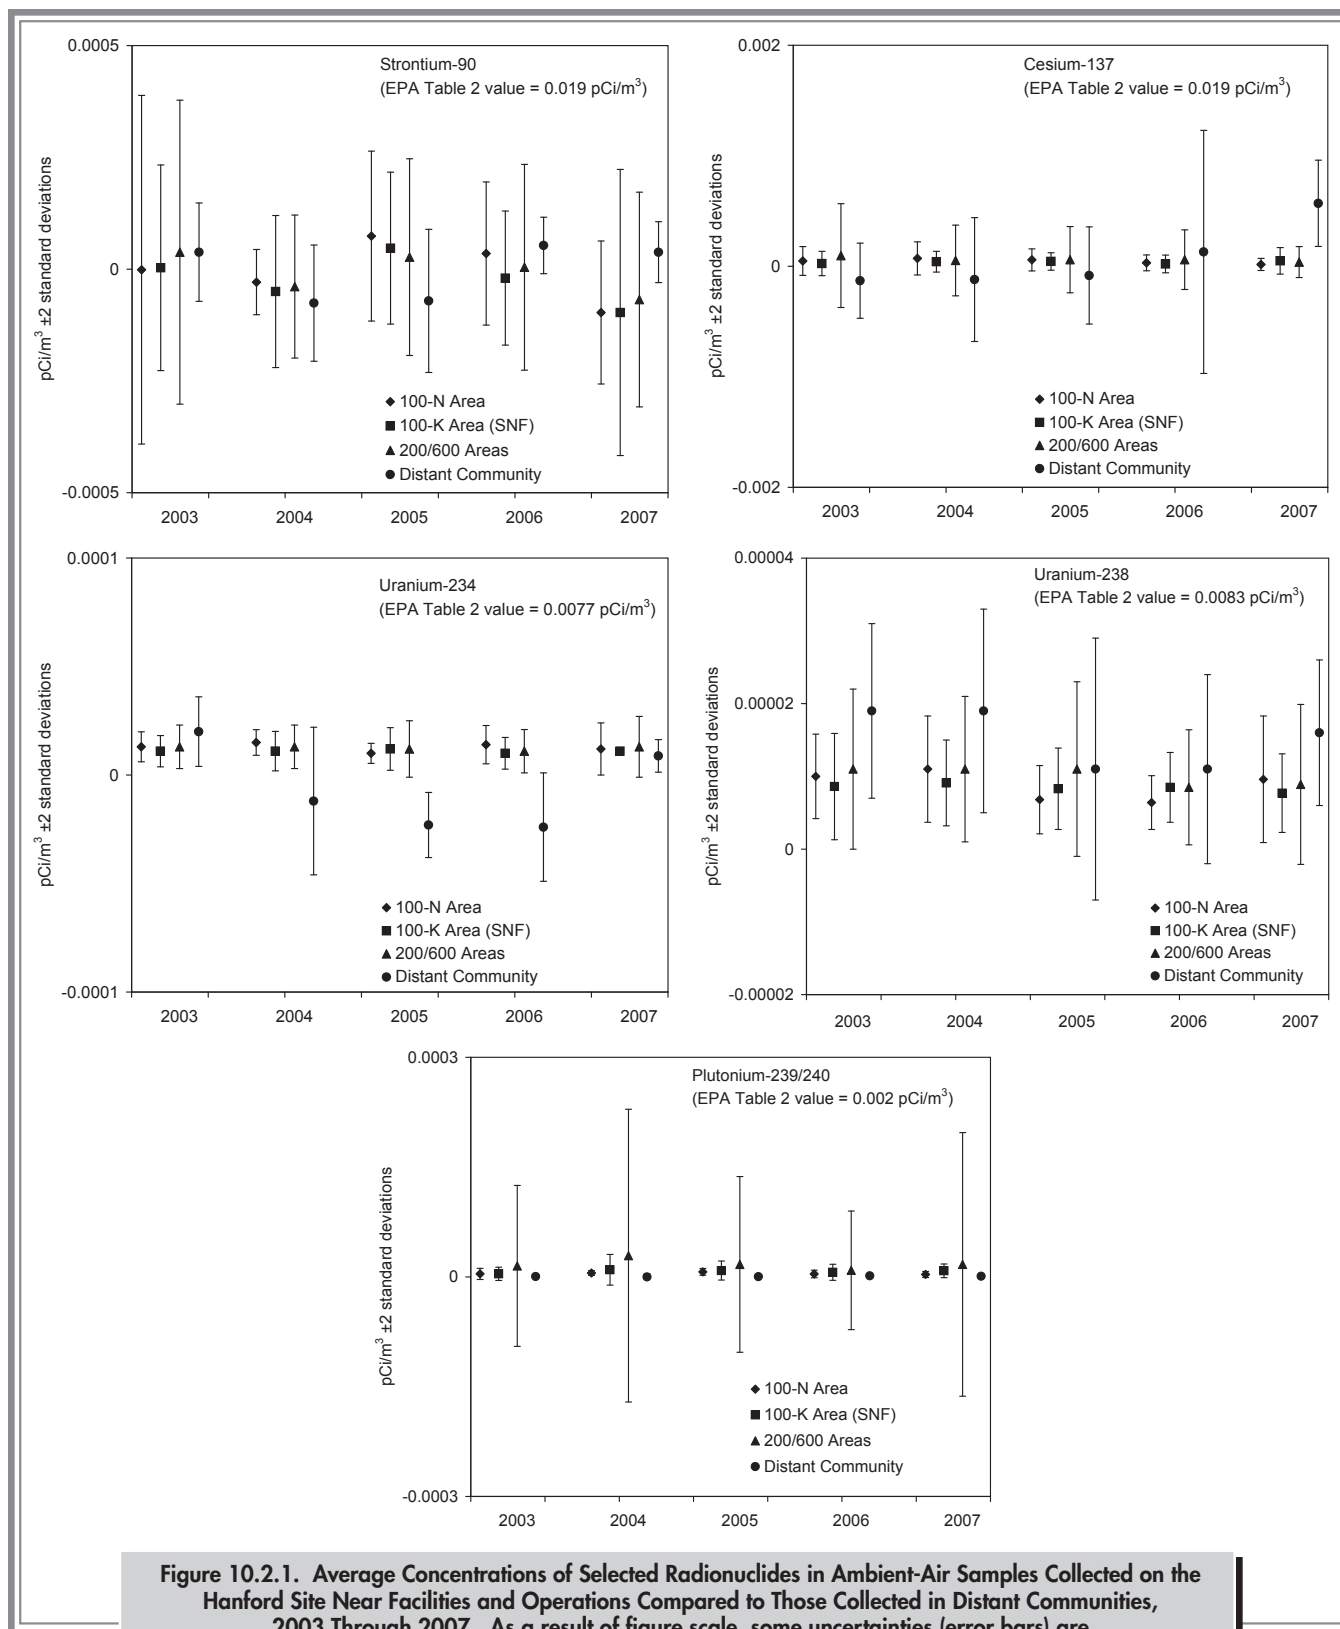 0.0005
Strontium-90
(EPA Table 2 value = 0.019 pCi/m³)
pCi/m³ ±2 standard deviations
0
100-N Area
100-K Area (SNF)
200/600 Areas
Distant Community
-0.0005
2003 2004 2005 2006 2007
0.002
Cesium-137
(EPA Table 2 value = 0.019 pCi/m³)
pCi/m³ ±2 standard deviations
0
100-N Area
100-K Area (SNF)
200/600 Areas
Distant Community
-0.002
2003 2004 2005 2006 2007
0.0001
Uranium-234
(EPA Table 2 value = 0.0077 pCi/m³)
pCi/m³ ±2 standard deviations
0
100-N Area
100-K Area (SNF)
200/600 Areas
Distant Community
-0.0001
2003 2004 2005 2006 2007
0.00004
Uranium-238
(EPA Table 2 value = 0.0083 pCi/m³)
0.00002
pCi/m³ ±2 standard deviations
0
100-N Area
100-K Area (SNF)
200/600 Areas
Distant Community
-0.00002
2003 2004 2005 2006 2007
0.0003
Plutonium-239/240
(EPA Table 2 value = 0.002 pCi/m³)
pCi/m³ ±2 standard deviations
0
100-N Area
100-K Area (SNF)
200/600 Areas
Distant Community
-0.0003
2003 2004 2005 2006 2007
Figure 10.2.1. Average Concentrations of Selected Radionuclides in Ambient-Air Samples Collected on the
Hanford Site Near Facilities and Operations Compared to Those Collected in Distant Communities,
2003 Through 2007. As a result of figure scale, some uncertainties (error bars) are